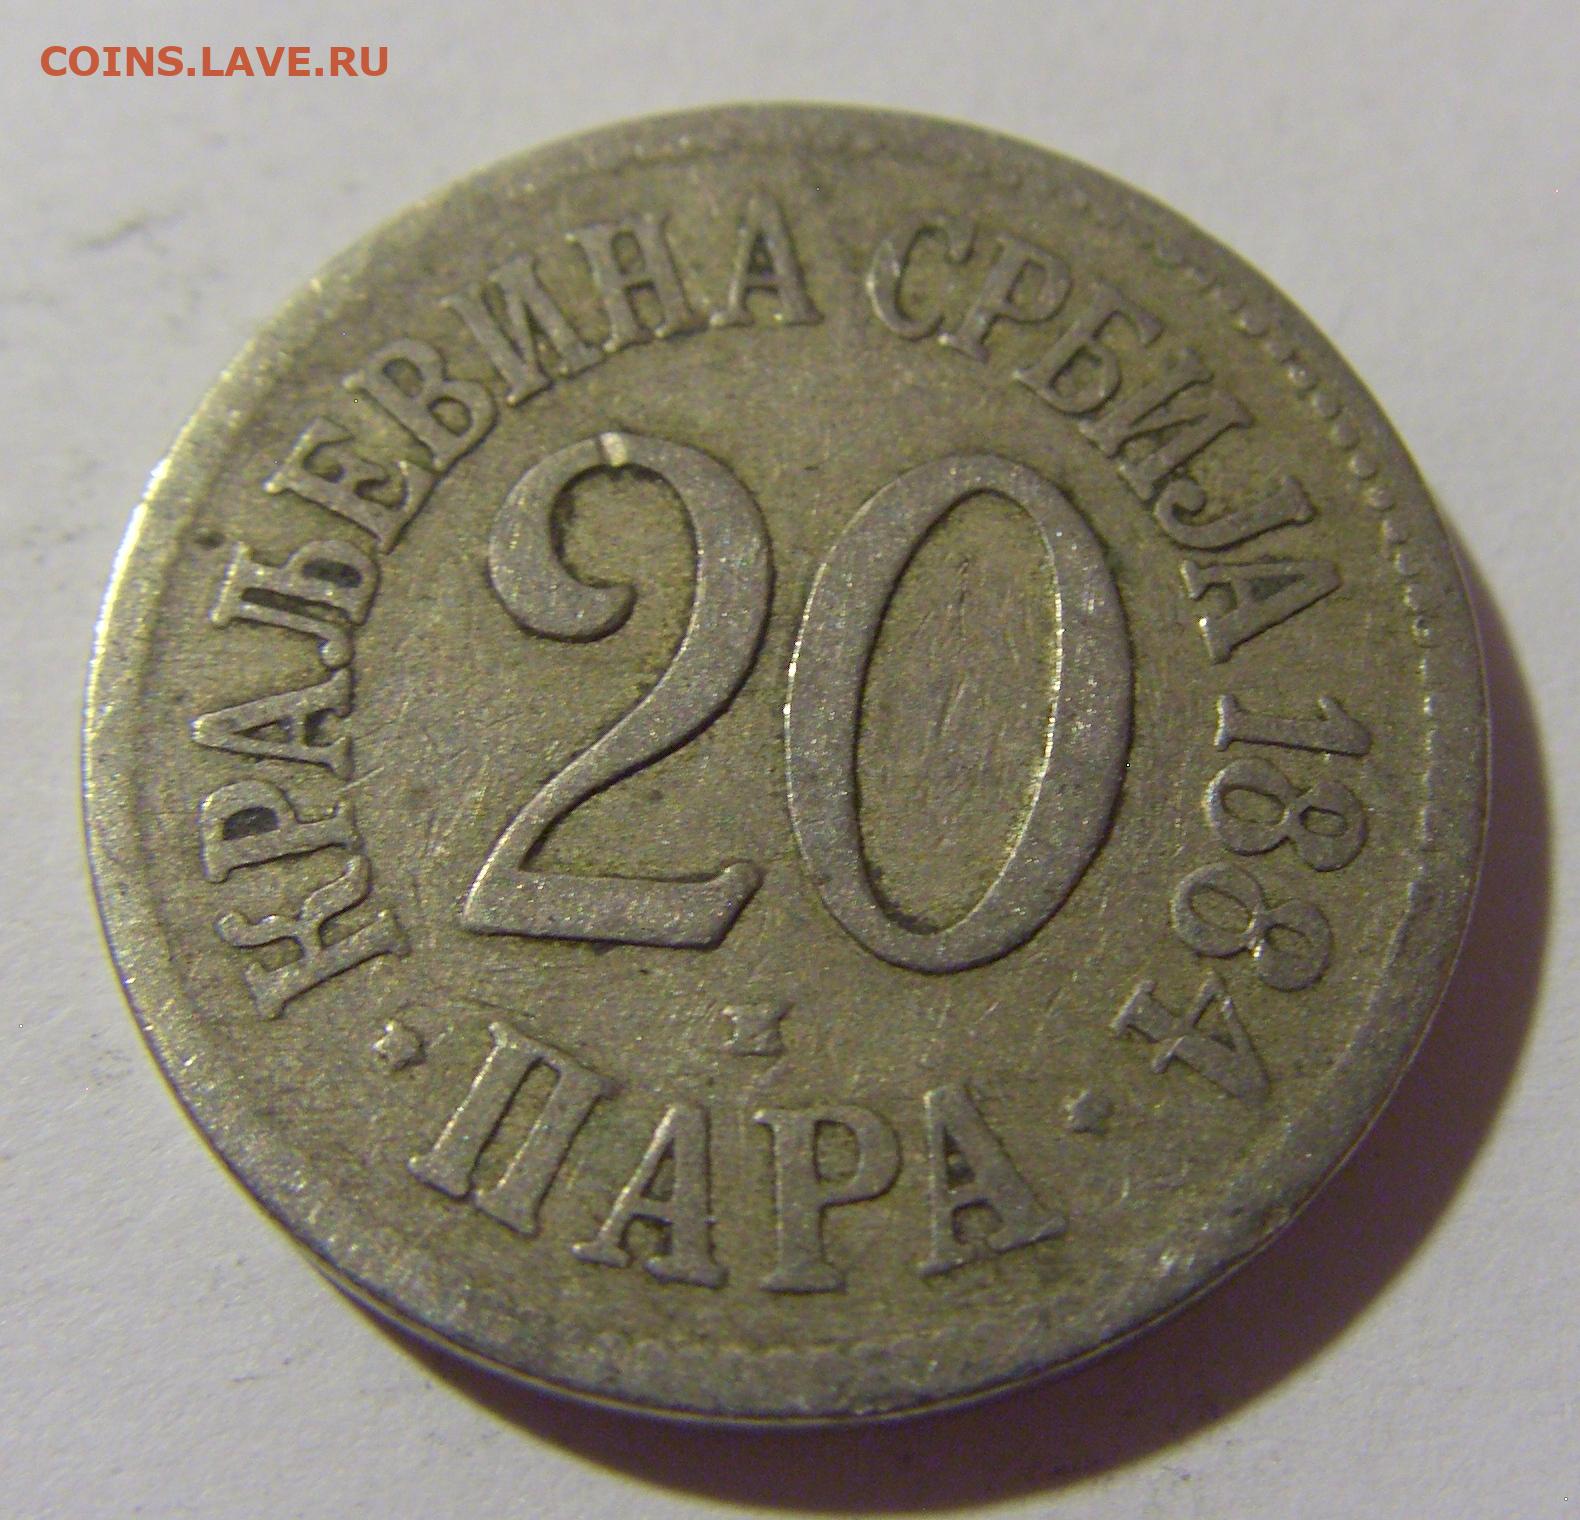 COINS.LAVE.RU
КРАЉЕВИНА СРБИЈА 1884
20
H
· ПАРА ·